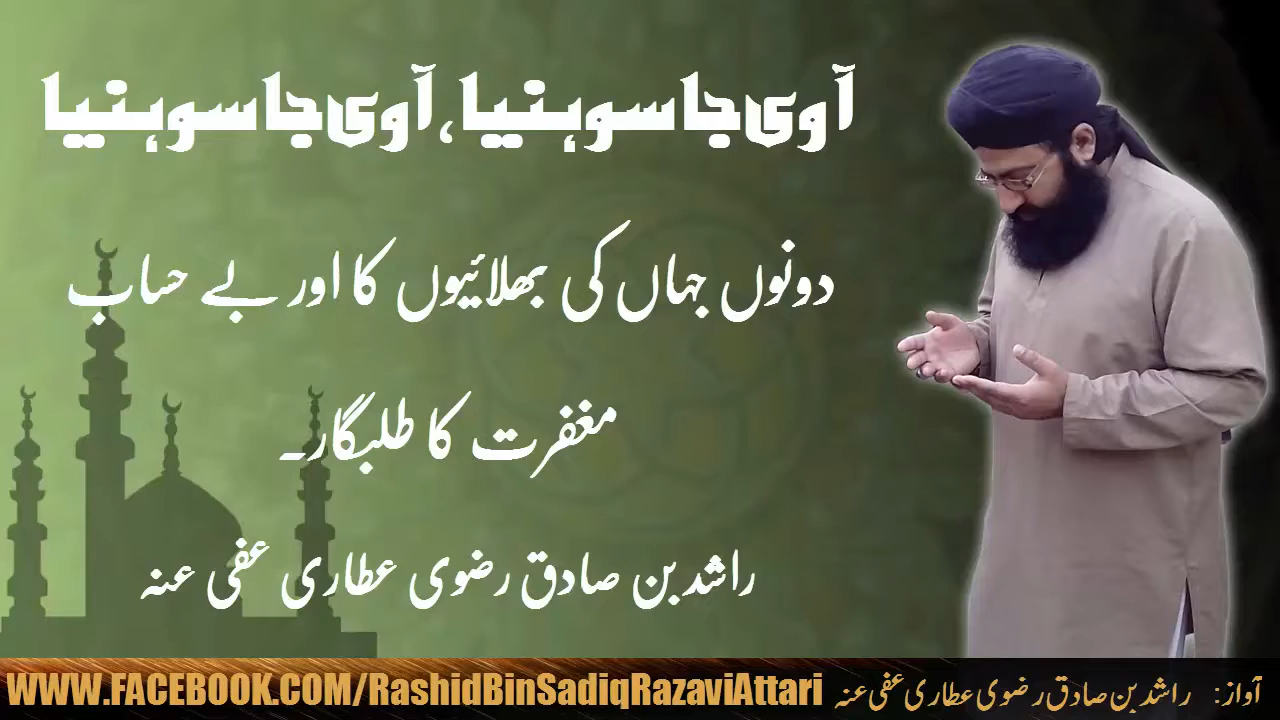 آوی جا سوہنیا، آوی جا سوہنیا
دونوں جہاں کی بھلائیوں کا اور بے حساب
مغفرت کا طلبگار۔
راشد بن صادق رضوی عطاری عفی عنہ
WWW.FACEBOOK.COM/RashidBinSadiqRazaviAttari
آواز: راشد بن صادق رضوی عطاری عفی عنہ